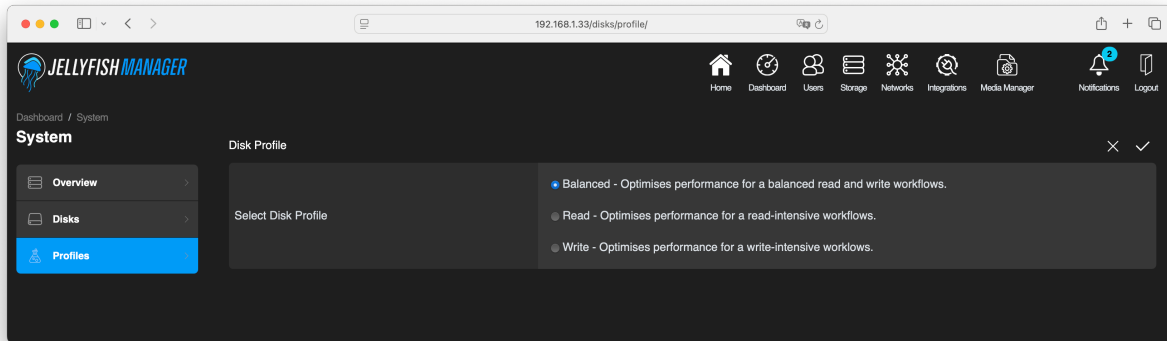 192.168.1.33/disks/profile/
JELLYFISH MANAGER
2
Home Dashboard Users Storage Networks Integrations Media Manager Notifications Logout
Dashboard / System
System
Disk Profile
Overview
Disks
Profiles
Select Disk Profile
Balanced - Optimises performance for a balanced read and write workflows.
Read - Optimises performance for a read-intensive workflows.
Write - Optimises performance for a write-intensive worklows.